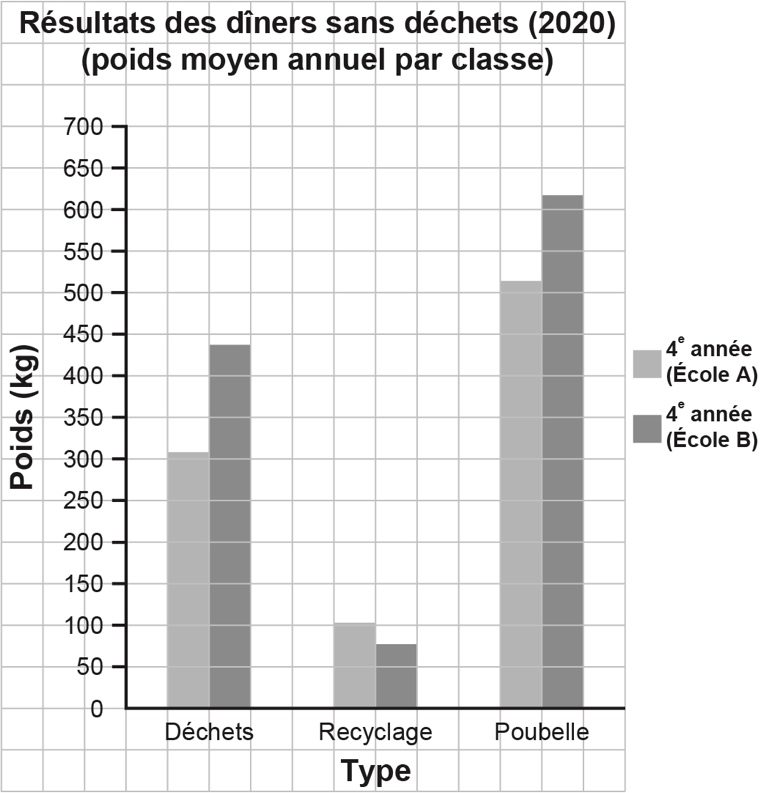 Résultats des dîners sans déchets (2020)
(poids moyen annuel par classe)
Poids (kg)
700
650
600
550
500
450
400
350
300
250
200
150
100
50
0
Déchets Recyclage Poubelle
Type
4e année
(École A)
4e année
(École B)